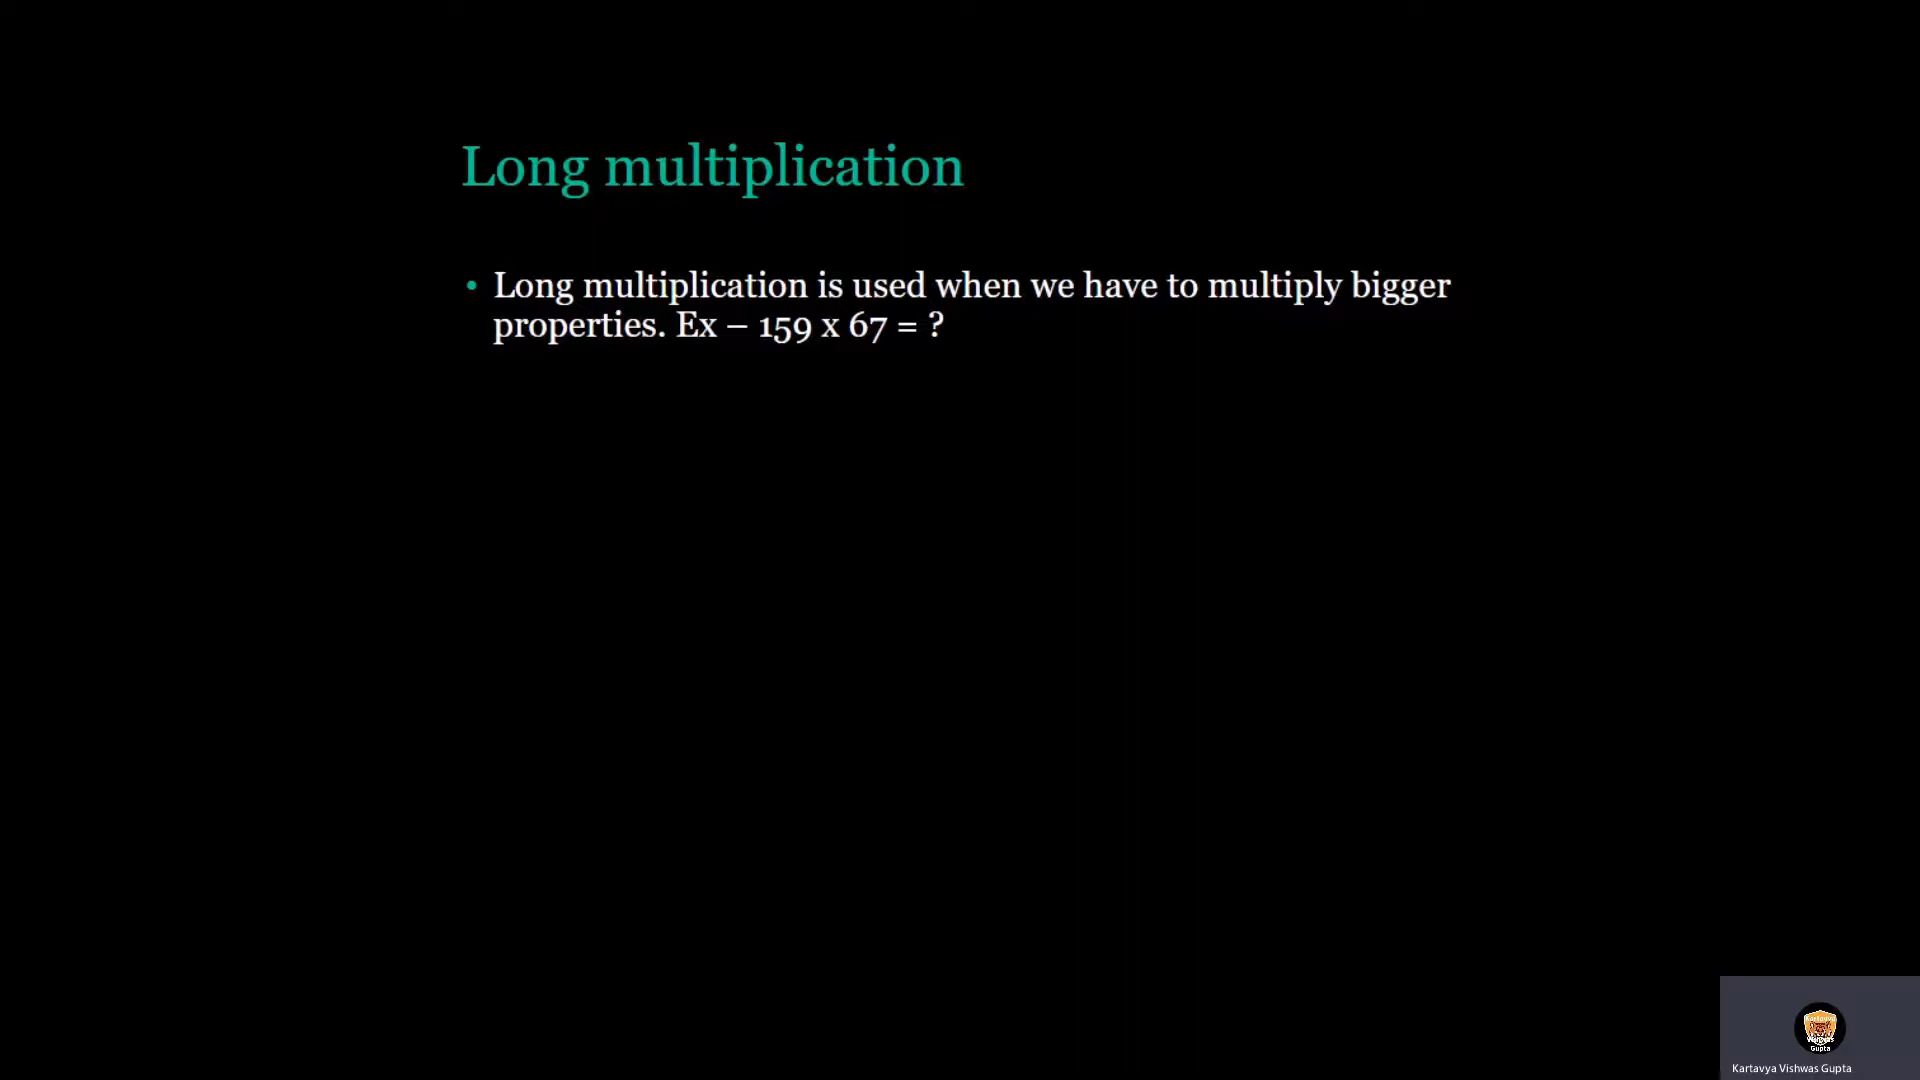 Long multiplication
• Long multiplication is used when we have to multiply bigger
properties. Ex – 159 x 67 = ?
Gupta
Kartavya Vishwas Gupta